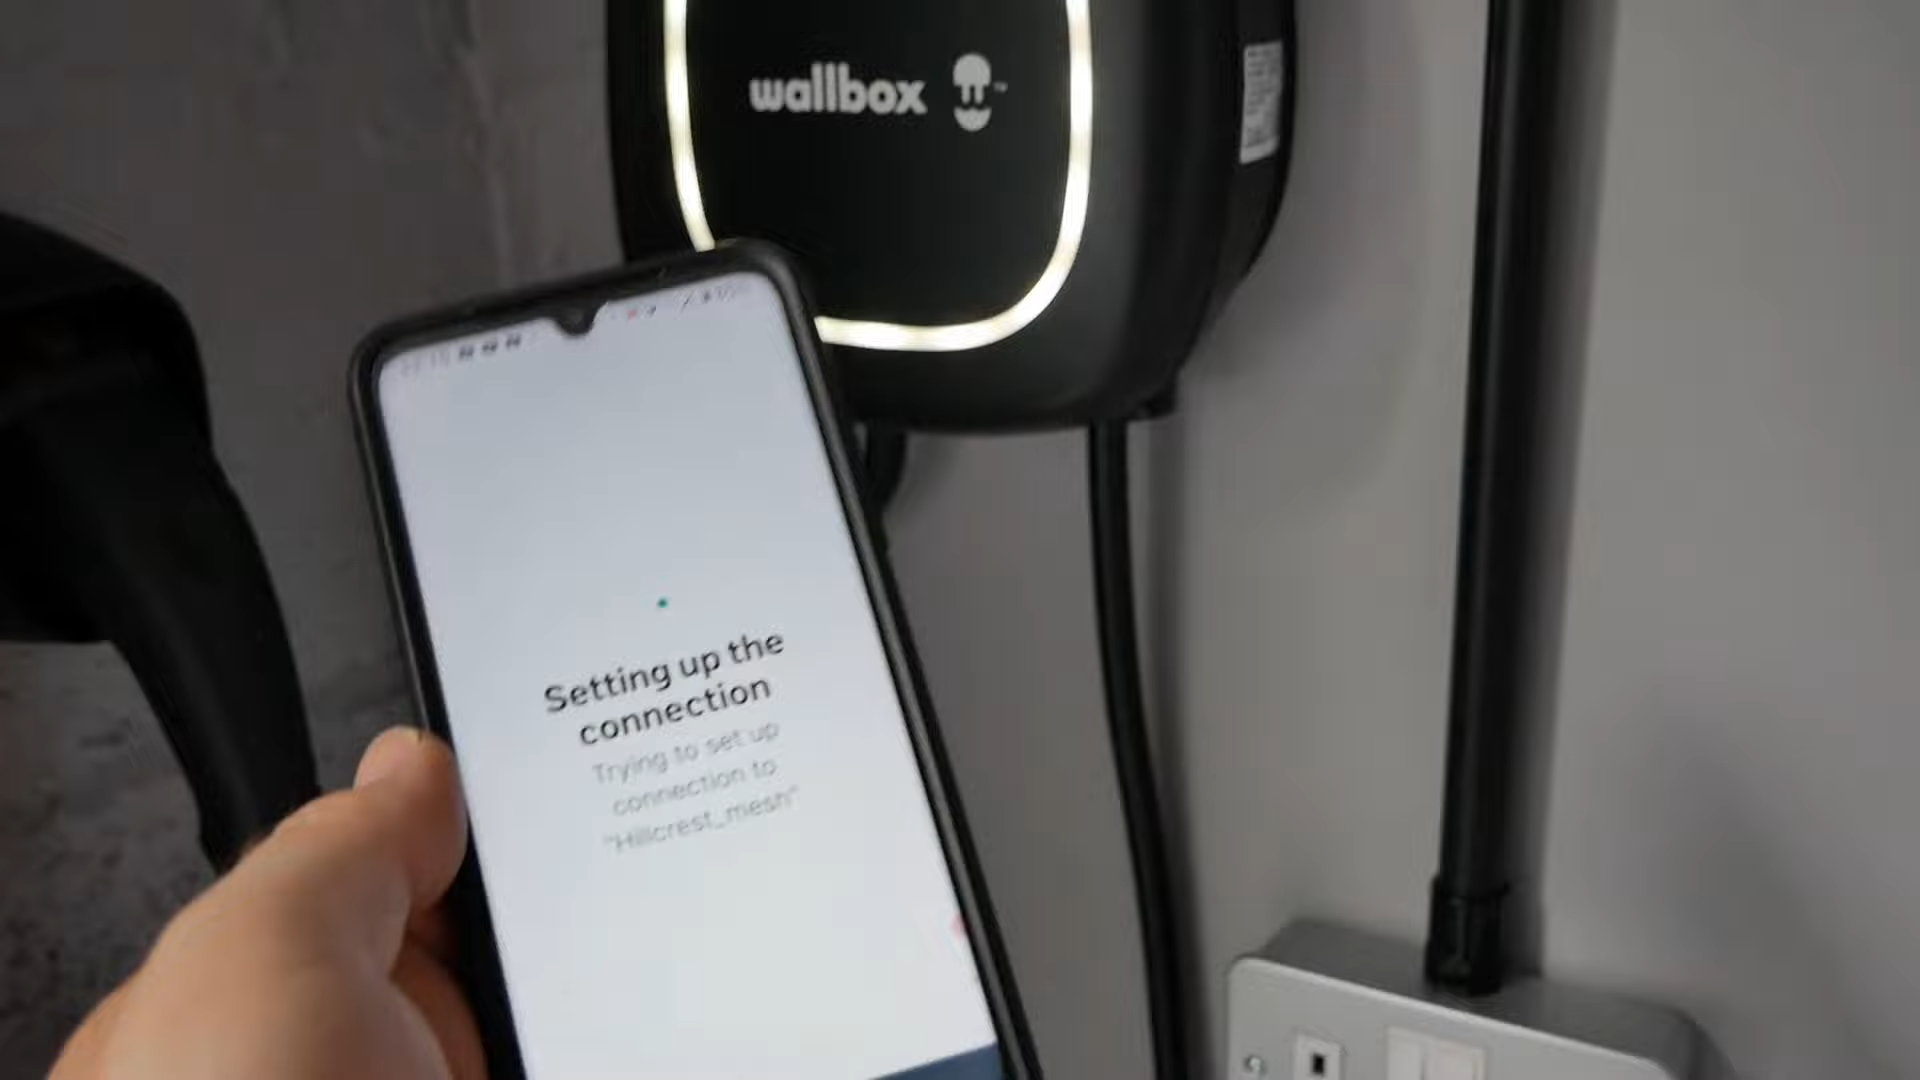 wallbox
Setting up the
connection
Trying to set up
connection to
"Hillcrest_mesh"